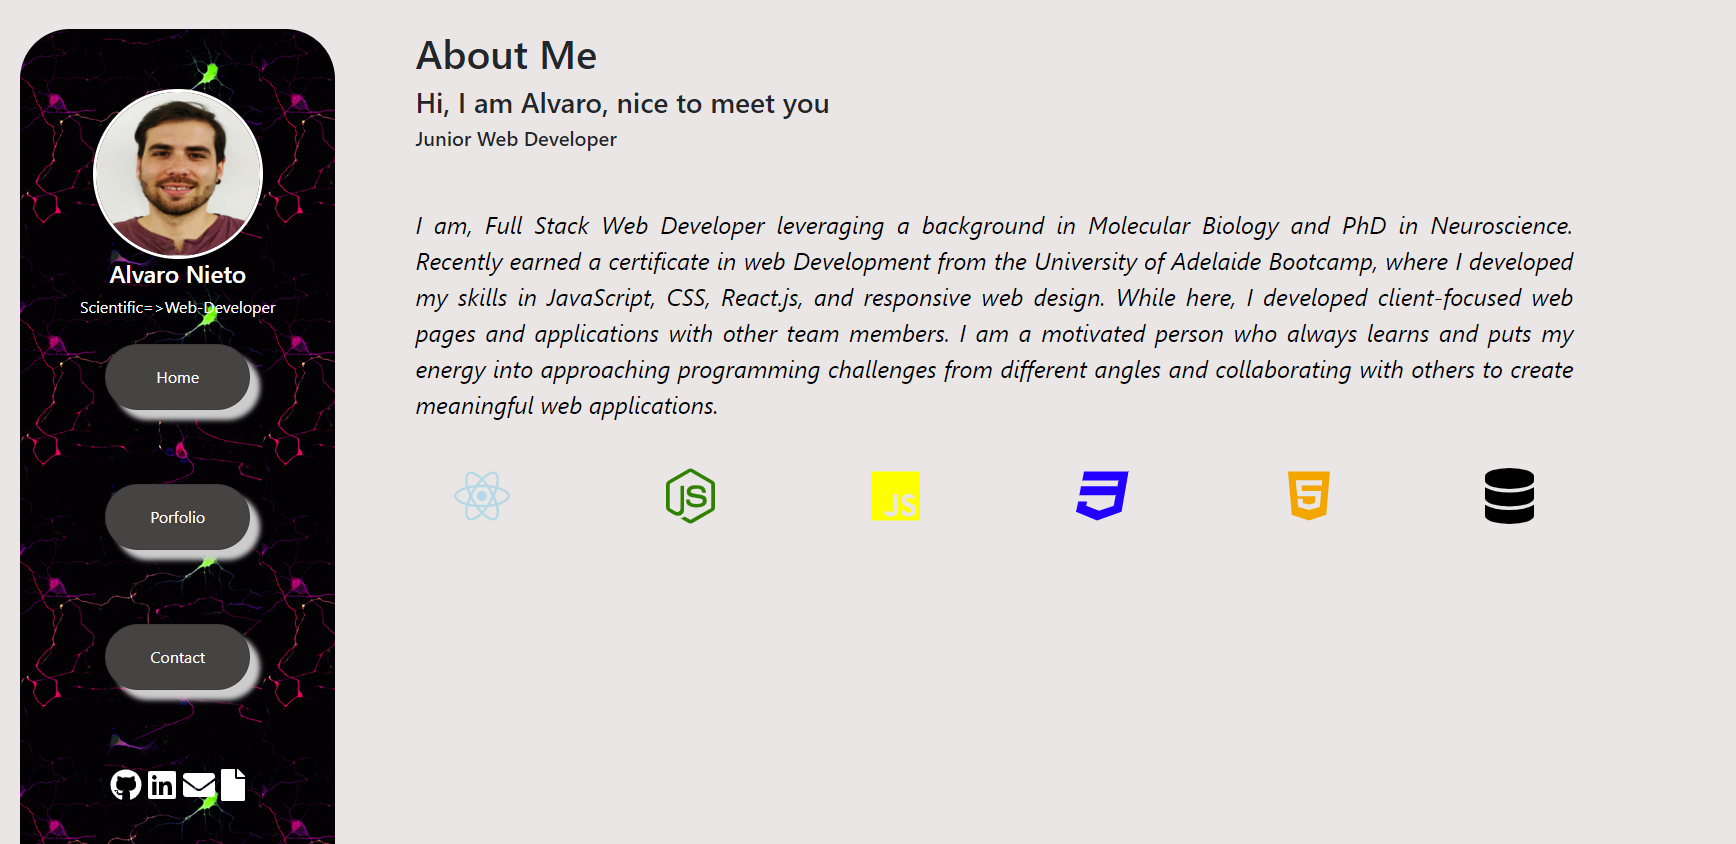 Alvaro Nieto
Scientific=>Web-Developer
Home
Porfolio
Contact
in
About Me
Hi, I am Alvaro, nice to meet you
Junior Web Developer
I am, Full Stack Web Developer leveraging a background in Molecular Biology and PhD in Neuroscience.
Recently earned a certificate in web Development from the University of Adelaide Bootcamp, where I developed
my skills in JavaScript, CSS, React.js, and responsive web design. While here, I developed client-focused web
pages and applications with other team members. I am a motivated person who always learns and puts my
energy into approaching programming challenges from different angles and collaborating with others to create
meaningful web applications.
JS
JS
3
5